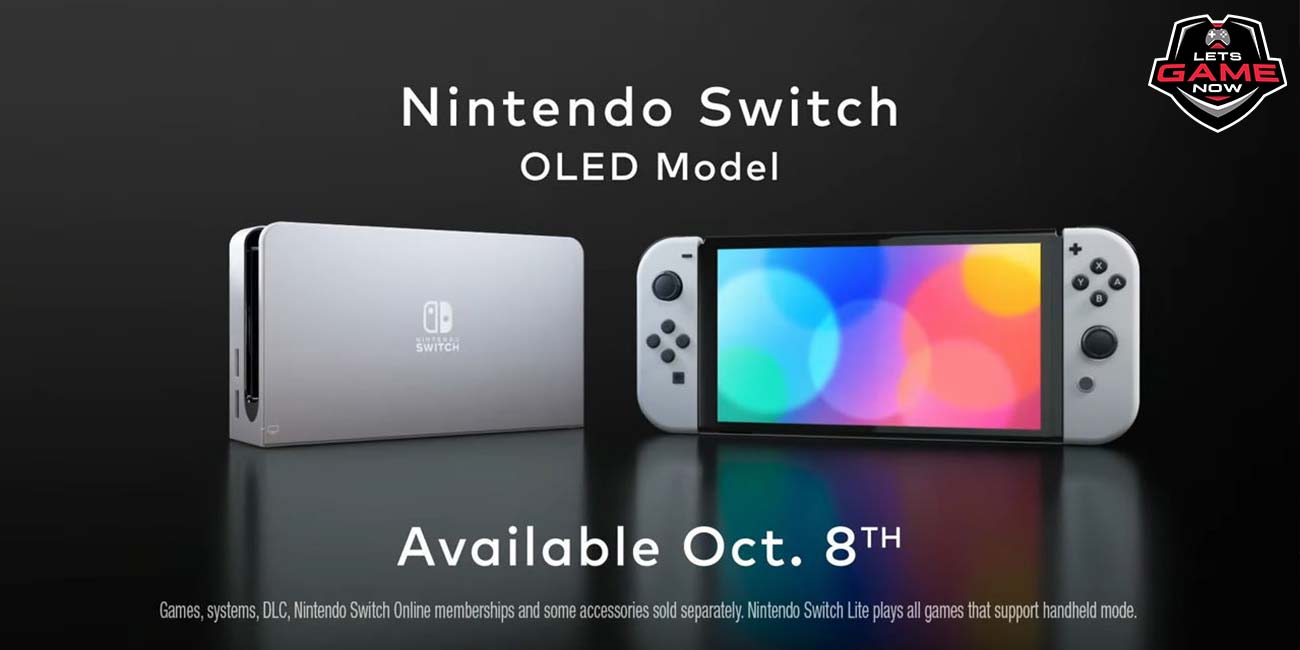 LETS
GAME
NOW
Nintendo Switch
OLED Model
NINTENDO
SWITCH
X
Y
A
B
Available Oct. 8TH
Games, systems, DLC, Nintendo Switch Online memberships and some accessories sold separately. Nintendo Switch Lite plays all games that support handheld mode.